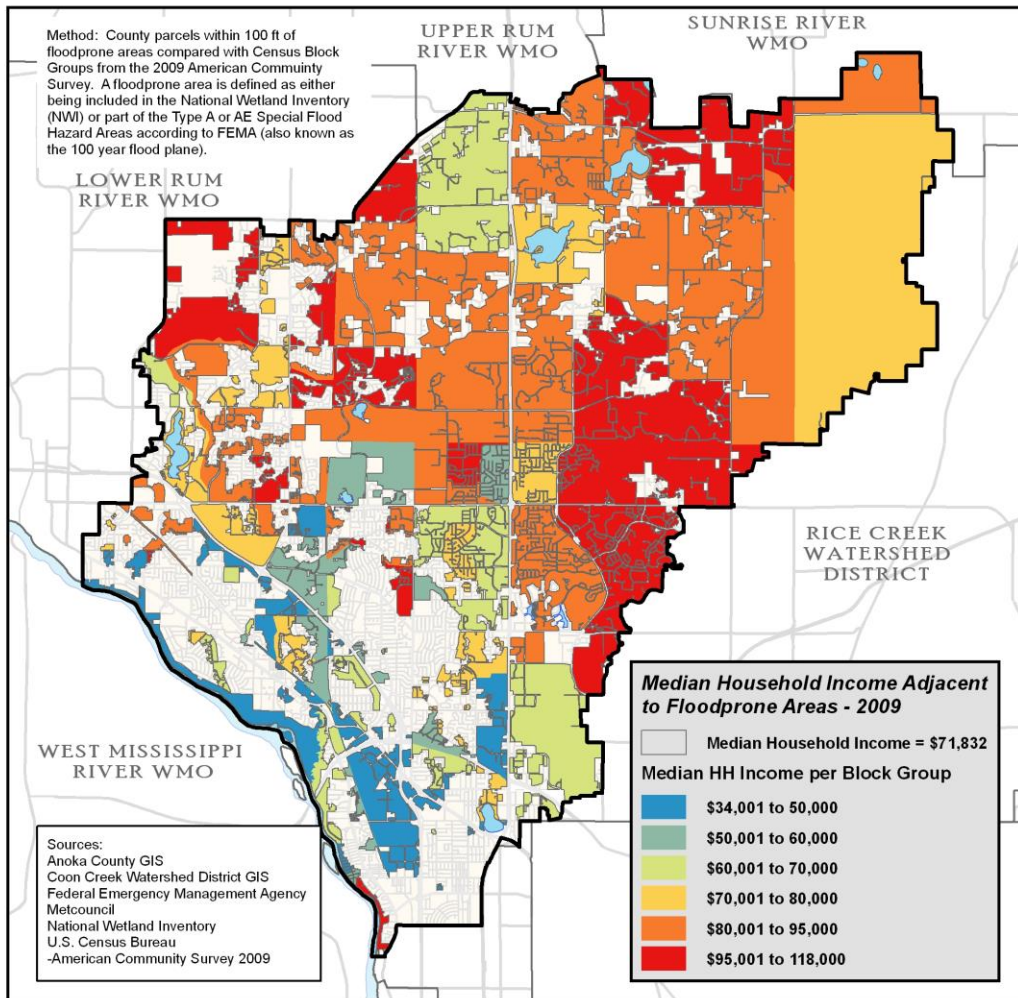 Method: County parcels within 100 ft of
floodprone areas compared with Census Block
Groups from the 2009 American Commuinty
Survey. A floodprone area is defined as either
being included in the National Wetland Inventory
(NWI) or part of the Type A or AE Special Flood
Hazard Areas according to FEMA (also known as
the 100 year flood plane).
UPPER RUM
RIVER WMO
SUNRISE RIVER
WMO
LOWER RUM
RIVER WMO
RICE CREEK
WATERSHED
DISTRICT
WEST MISSISSIPPI
RIVER WMO
Median Household Income Adjacent
to Floodprone Areas - 2009
Median Household Income = $71,832
Median HH Income per Block Group
$34,001 to 50,000
$50,001 to 60,000
$60,001 to 70,000
$70,001 to 80,000
$80,001 to 95,000
$95,001 to 118,000
Sources:
Anoka County GIS
Coon Creek Watershed District GIS
Federal Emergency Management Agency
Metcouncil
National Wetland Inventory
U.S. Census Bureau
-American Community Survey 2009